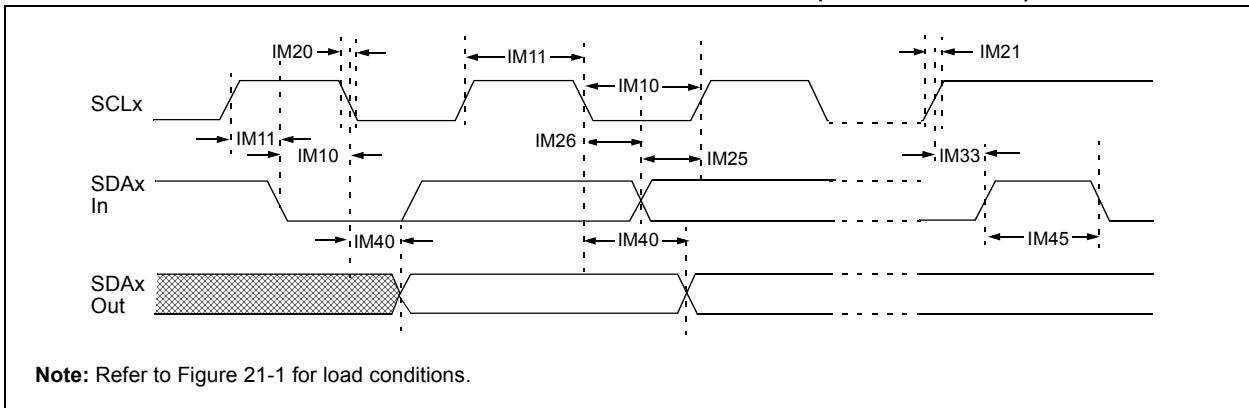 IM20
IM11
IM21
IM10
SCLx
IM11
IM26
IM10
IM25
IM33
SDAx
In
IM40
IM40
IM45
SDAx
Out
Note: Refer to Figure 21-1 for load conditions.